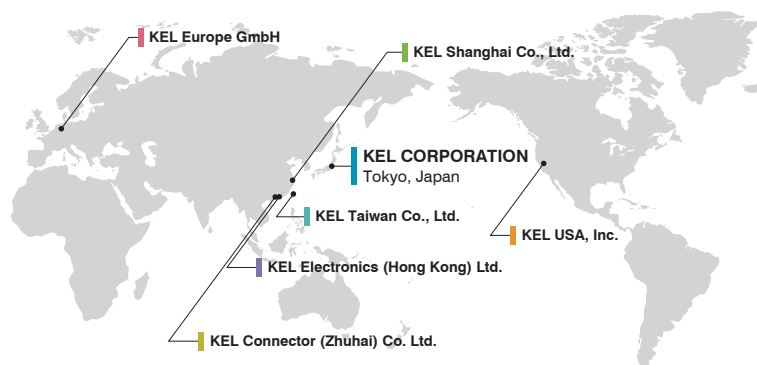 KEL Europe GmbH
KEL Shanghai Co., Ltd.
KEL CORPORATION
Tokyo, Japan
KEL Taiwan Co., Ltd.
KEL USA, Inc.
KEL Electronics (Hong Kong) Ltd.
KEL Connector (Zhuhai) Co. Ltd.